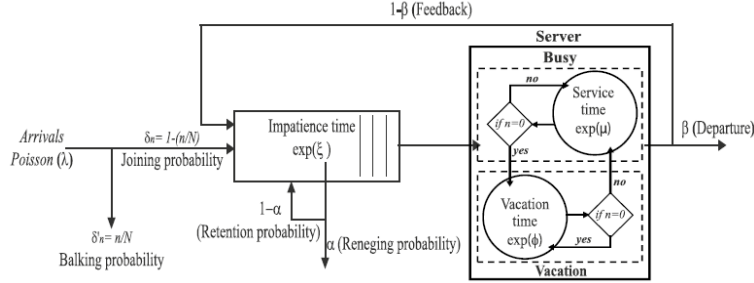 1-β (Feedback)
Server
Busy
no
Service
time
exp(μ)
if n=0
yes
Impatience time
exp(ξ )
Arrivals
Poisson (λ)
δn= 1-(n/N)
Joining probability
β (Departure)
1-α
(Retention probability)
α (Reneging probability)
δ'n= n/N
Balking probability
no
Vacation
time
exp(ϕ)
if n=0
yes
Vacation